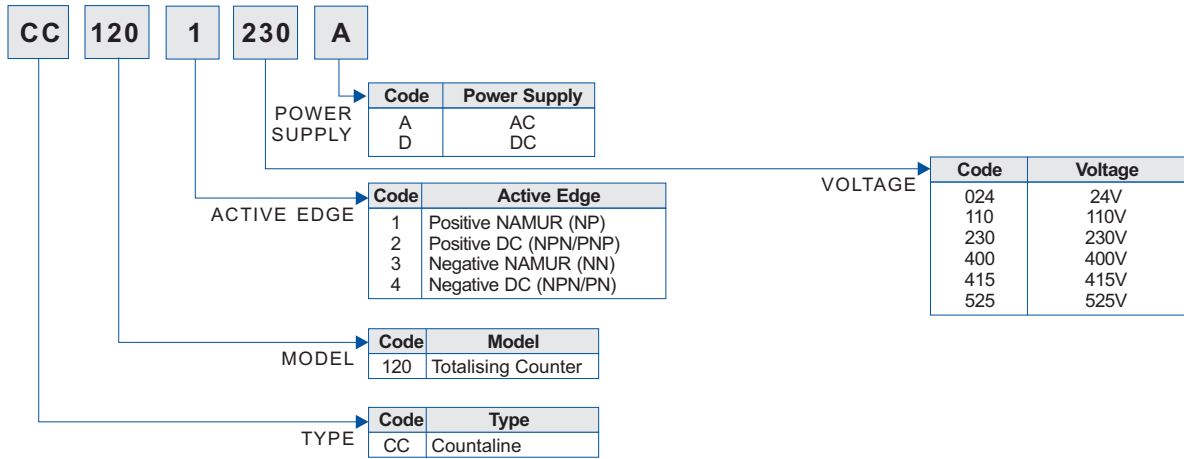 CC 120 1 230 A
POWER SUPPLY
Code Power Supply
A AC
D DC
VOLTAGE
Code Voltage
024 24V
110 110V
230 230V
400 400V
415 415V
525 525V
ACTIVE EDGE
Code Active Edge
1 Positive NAMUR (NP)
2 Positive DC (NPN/PNP)
3 Negative NAMUR (NN)
4 Negative DC (NPN/PN)
MODEL
Code Model
120 Totalising Counter
TYPE
Code Type
CC Countaline